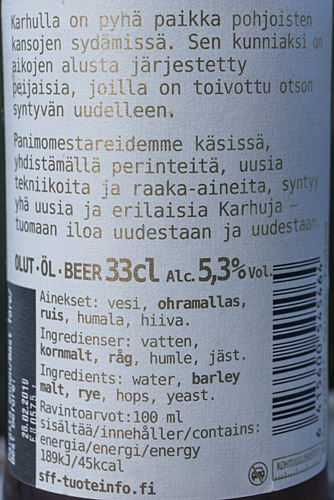 Karhulla on pyhä paikka pohjoisten
kansojen sydämissä. Sen kunniaksi on
aikojen alusta järjestetty
peijaisia, joilla on toivottu otson
syntyvän uudelleen.
Panimomestareidemme käsissä,
yhdistämällä perinteitä, uusia
tekniikoita ja raaka-aineita, syntyy
yhä uusia ja erilaisia Karhuja –
tuomaan iloa uudestaan ja uudestaan.
OLUT·ÖL·BEER 33cl Alc. 5,3% Vol.
Ainekset: vesi, ohramallas,
ruis, humala, hiiva.
Ingredienser: vatten,
kornmalt, råg, humle, jäst.
Ingredients: water, barley
malt, rye, hops, yeast.
Ravintoarvot:100 ml
sisältää/innehåller/contains:
energia/energi/energy
189kJ/45kcal
sff-tuoteinfo.fi
26.02.2019